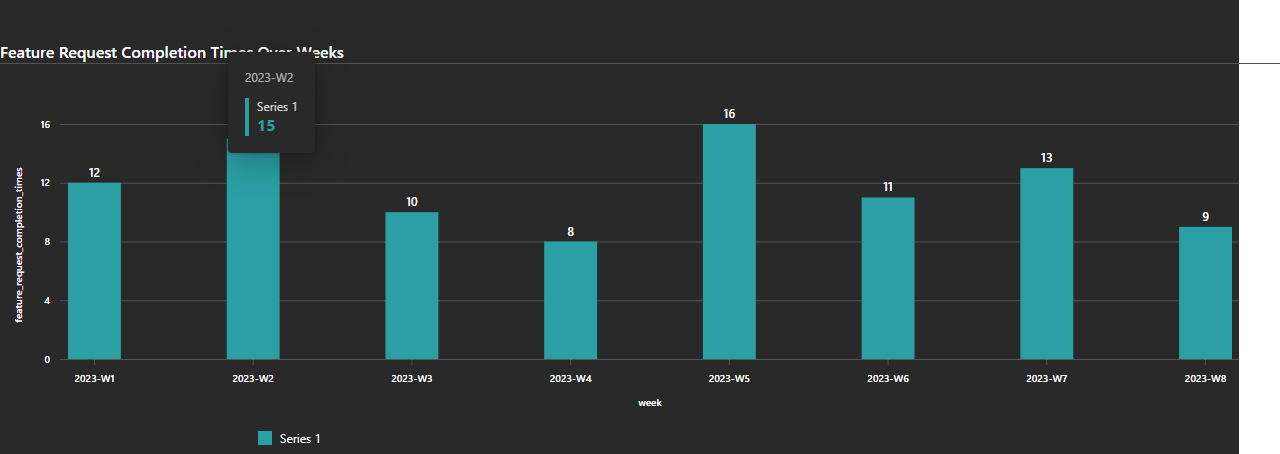 Feature Request Completion Times Over Weeks
2023-W2
Series 1
15
16
12
8
4
0
feature_request_completion_times
12
10
8
16
11
13
9
2023-W1
2023-W2
2023-W3
2023-W4
2023-W5
2023-W6
2023-W7
2023-W8
week
Series 1